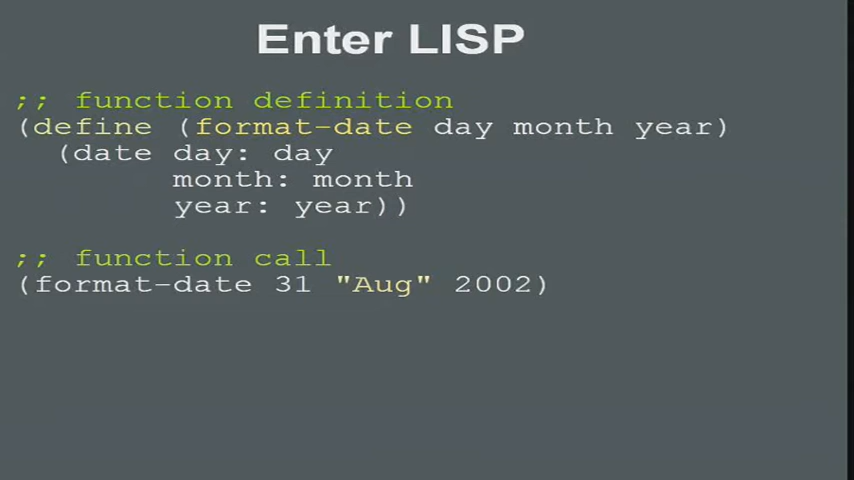 Enter LISP
;; function definition
(define (format-date day month year)
(date day: day
month: month
year: year))
;; function call
(format-date 31 "Aug" 2002)